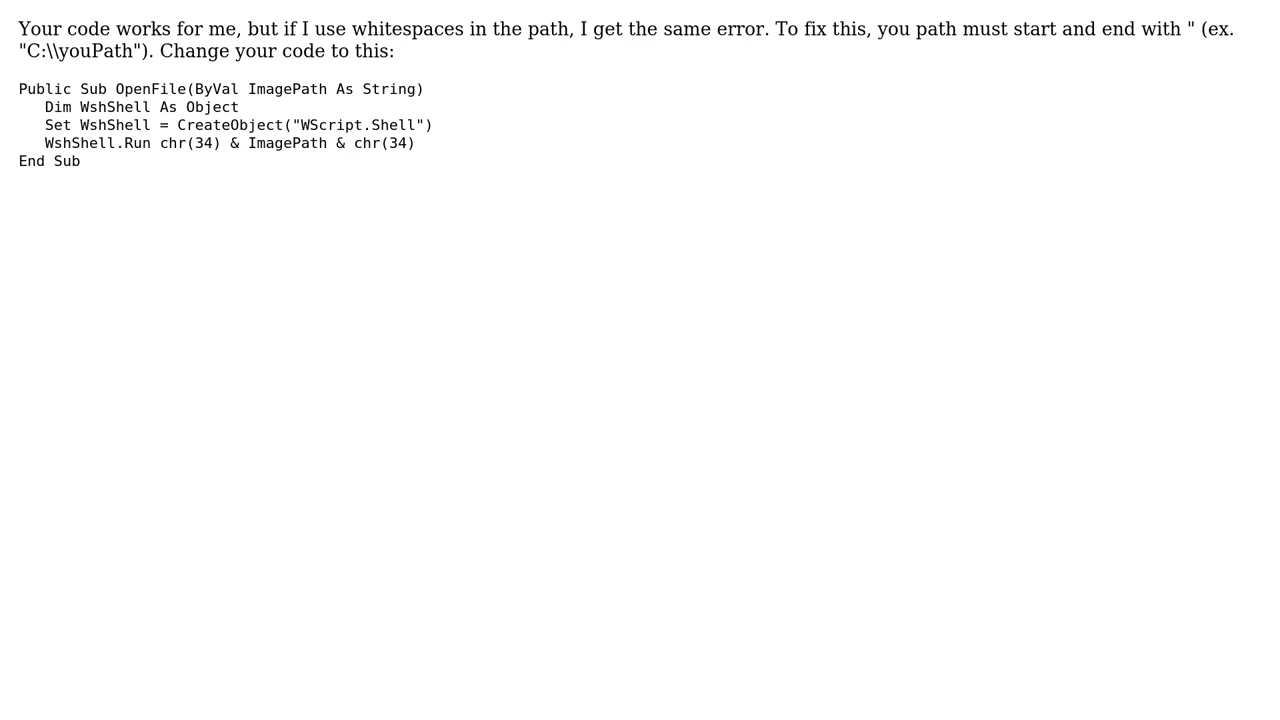 Your code works for me, but if I use whitespaces in the path, I get the same error. To fix this, you path must start and end with " (ex.
"C:\\youPath"). Change your code to this:
Public Sub OpenFile(ByVal ImagePath As String)
   Dim WshShell As Object
   Set WshShell = CreateObject("WScript.Shell")
   WshShell.Run chr(34) & ImagePath & chr(34)
End Sub